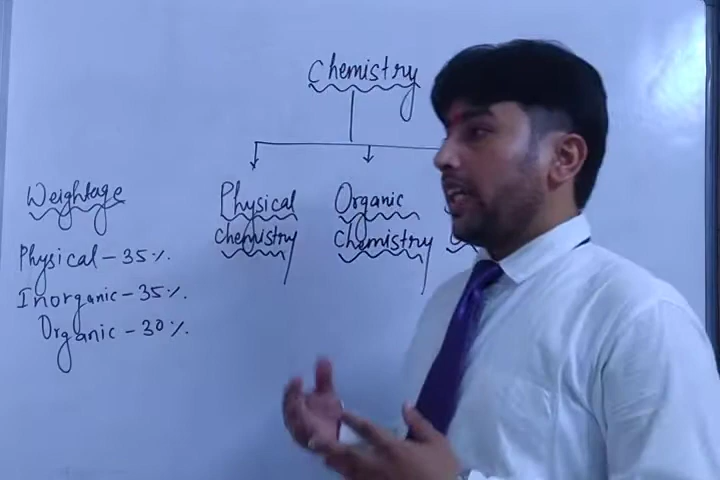 Chemistry
Weightage
Physical - 35%.
Inorganic - 35%.
Organic - 30%.
Physical
Chemistry
Organic
Chemistry